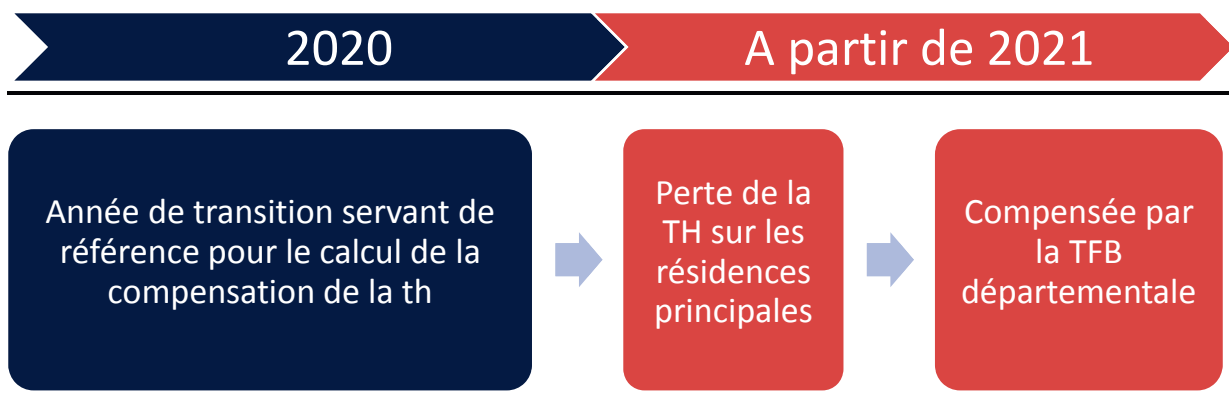 2020
A partir de 2021
Année de transition servant de
référence pour le calcul de la
compensation de la th
Perte de la
TH sur les
résidences
principales
Compensée par
la TFB
départementale